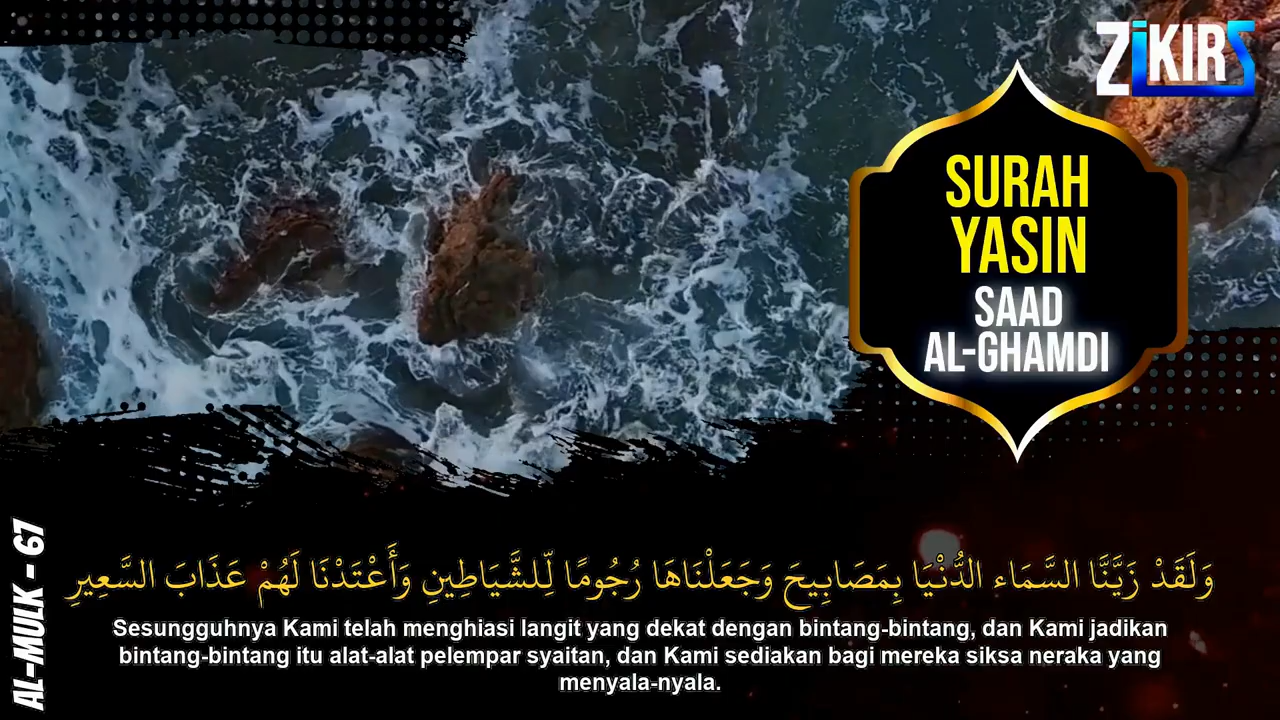 ZIKIRS
SURAH
YASIN
SAAD
AL-GHAMDI
AL-MULK - 67
وَلَقَدْ زَيَّنَّا السَّمَاء الدُّنْيَا بِمَصَابِيحَ وَجَعَلْنَاهَا رُجُومًا لِّلشَّيَاطِينِ وَأَعْتَدْنَا لَهُمْ عَذَابَ السَّعِيرِ
Sesungguhnya Kami telah menghiasi langit yang dekat dengan bintang-bintang, dan Kami jadikan
bintang-bintang itu alat-alat pelempar syaitan, dan Kami sediakan bagi mereka siksa neraka yang
menyala-nyala.